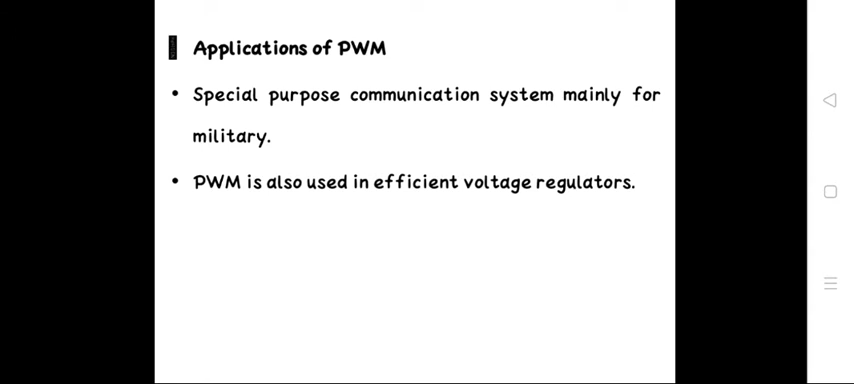 Applications of PWM
• Special purpose communication system mainly for
military.
• PWM is also used in efficient voltage regulators.